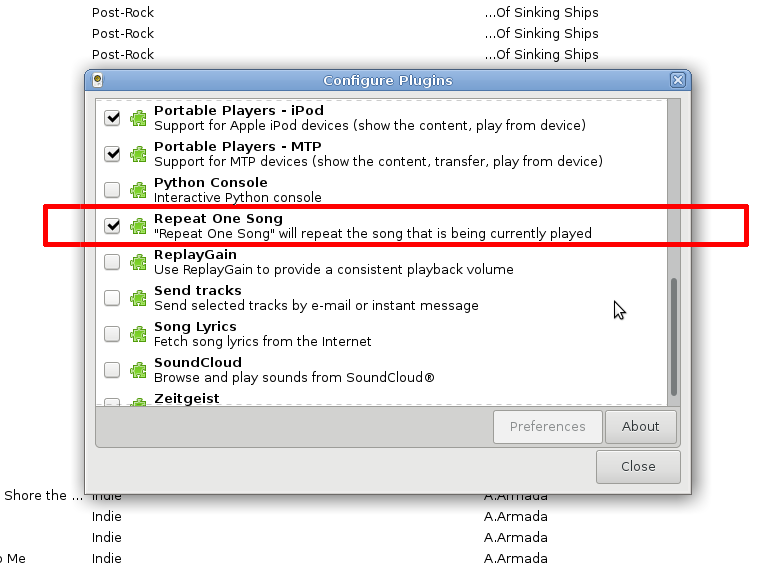 Post-Rock ...Of Sinking Ships
Post-Rock ...Of Sinking Ships
Post-Rock ...Of Sinking Ships
Configure Plugins
Portable Players - iPod
Support for Apple iPod devices (show the content, play from device)
Portable Players - MTP
Support for MTP devices (show the content, transfer, play from device)
Python Console
Interactive Python console
Repeat One Song
"Repeat One Song" will repeat the song that is being currently played
ReplayGain
Use ReplayGain to provide a consistent playback volume
Send tracks
Send selected tracks by e-mail or instant message
Song Lyrics
Fetch song lyrics from the Internet
SoundCloud
Browse and play sounds from SoundCloud®
Zeitgeist
Preferences About
Close
Shore the ... Indie A.Armada
Indie A.Armada
Indie A.Armada
o Me Indie A.Armada